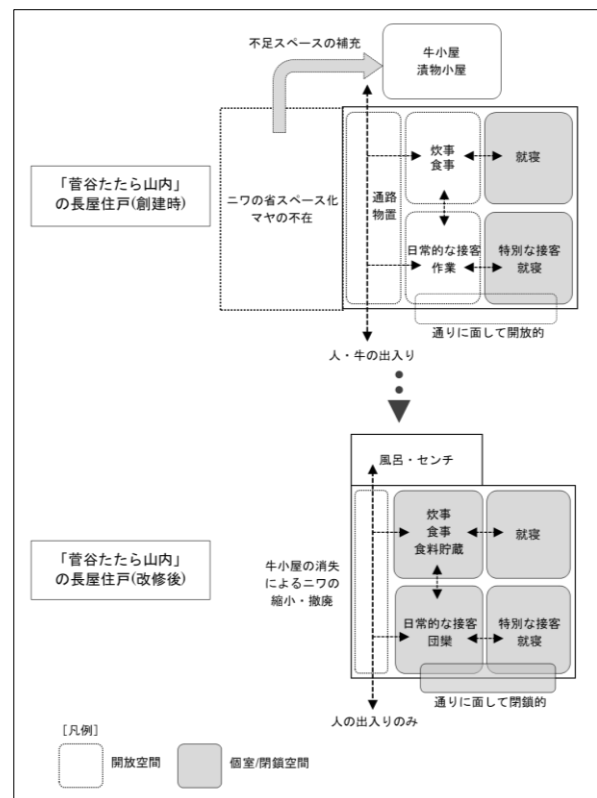 不足スペースの補充
牛小屋
漬物小屋
「菅谷たたら山内」
の長屋住戸(創建時)
ニワの省スペース化
マヤの不在
通路
物置
炊事
食事
就寝
日常的な接客
作業
特別な接客
就寝
通りに面して開放的
人・牛の出入り
風呂・センチ
「菅谷たたら山内」
の長屋住戸(改修後)
牛小屋の消失
によるニワの
縮小・撤廃
炊事
食事
食料貯蔵
就寝
日常的な接客
団欒
特別な接客
就寝
通りに面して閉鎖的
人の出入りのみ
[凡例]
開放空間
個室/閉鎖空間